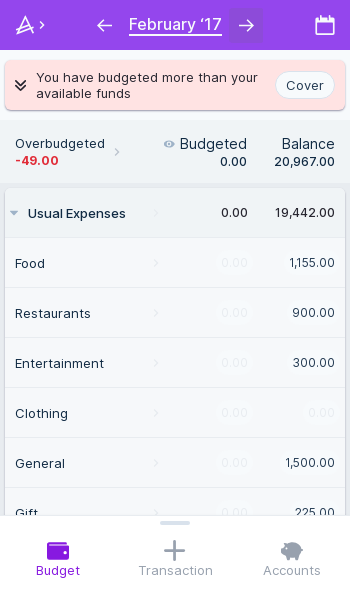 February ‘17
You have budgeted more than your
available funds
Cover
Overbudgeted Budgeted Balance
-49.00 0.00 20,967.00
Usual Expenses 0.00 19,442.00
Food 0.00 1,155.00
Restaurants 0.00 900.00
Entertainment 0.00 300.00
Clothing 0.00 0.00
General 0.00 1,500.00
Gift 0.00 225.00
Budget Transaction Accounts